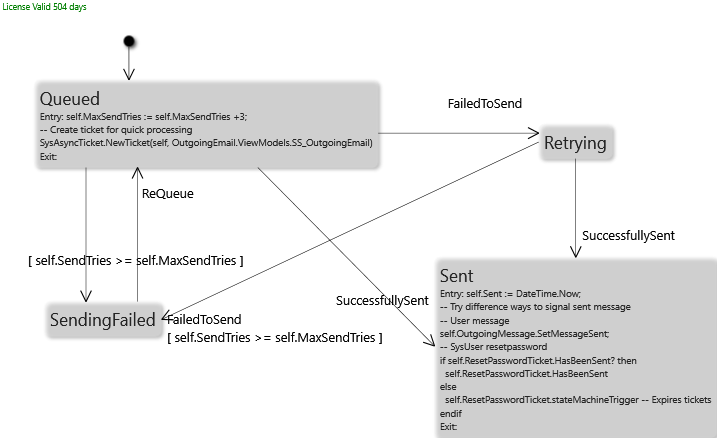 License Valid 504 days
Queued
Entry: self.MaxSendTries := self.MaxSendTries +3;
-- Create ticket for quick processing
SysAsyncTicket.NewTicket(self, OutgoingEmail.ViewModels.SS_OutgoingEmail)
Exit:
FailedToSend
Retrying
ReQueue
SuccessfullySent
[ self.SendTries >= self.MaxSendTries ]
Sent
Entry: self.Sent := DateTime.Now;
-- Try difference ways to signal sent message
-- User message
self.OutgoingMessage.SetMessageSent;
-- SysUser resetpassword
if self.ResetPasswordTicket.HasBeenSent? then
self.ResetPasswordTicket.HasBeenSent
else
self.ResetPasswordTicket.stateMachineTrigger -- Expires tickets
endif
Exit:
SuccessfullySent
SendingFailed
FailedToSend
[ self.SendTries >= self.MaxSendTries ]